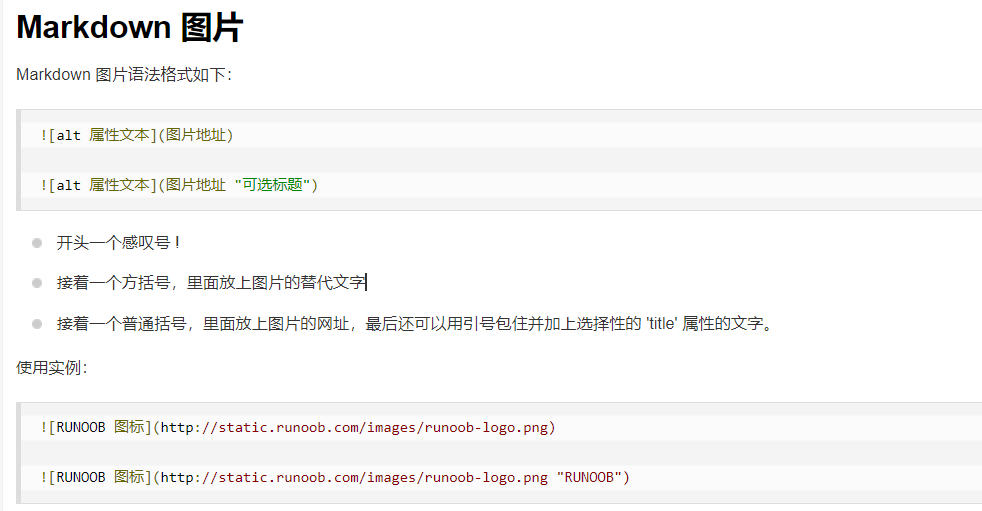 Markdown 图片
Markdown 图片语法格式如下：
![alt 属性文本](图片地址)
![alt 属性文本](图片地址 "可选标题")
开头一个感叹号 !
接着一个方括号，里面放上图片的替代文字
接着一个普通括号，里面放上图片的网址，最后还可以用引号包住并加上选择性的 'title' 属性的文字。
使用实例：
![RUNOOB 图标](http://static.runoob.com/images/runoob-logo.png)
![RUNOOB 图标](http://static.runoob.com/images/runoob-logo.png "RUNOOB")